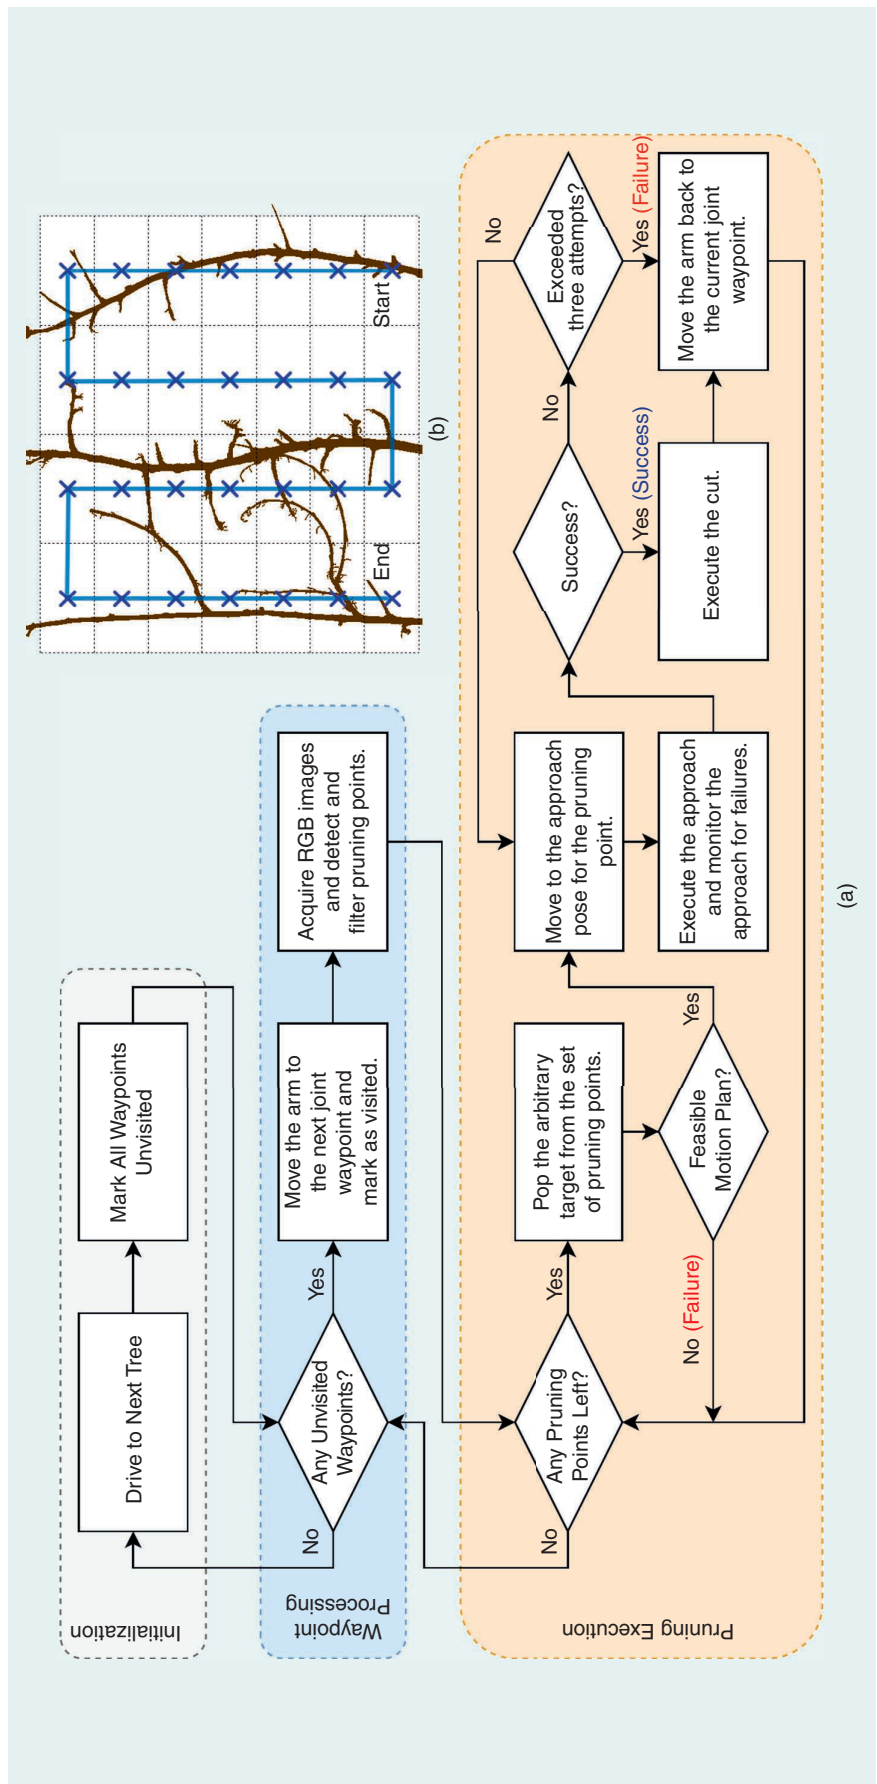 Initialization
Drive to Next Tree
Mark All Waypoints
Unvisited
Waypoint
Processing
Any Unvisited
Waypoints?
No
Yes
Move the arm to
the next joint
waypoint and
mark as visited.
Acquire RGB images
and detect and
filter pruning points.
End
Start
(b)
Pruning Execution
Any Pruning
Points Left?
No
Yes
Pop the arbitrary
target from the set
of pruning points.
Feasible
Motion Plan?
No (Failure)
Yes
Move to the approach
pose for the pruning
point.
Execute the approach
and monitor the
approach for failures.
Success?
No
Yes (Success)
Execute the cut.
Exceeded
three attempts?
No
Yes (Failure)
Move the arm back to
the current joint
waypoint.
(a)